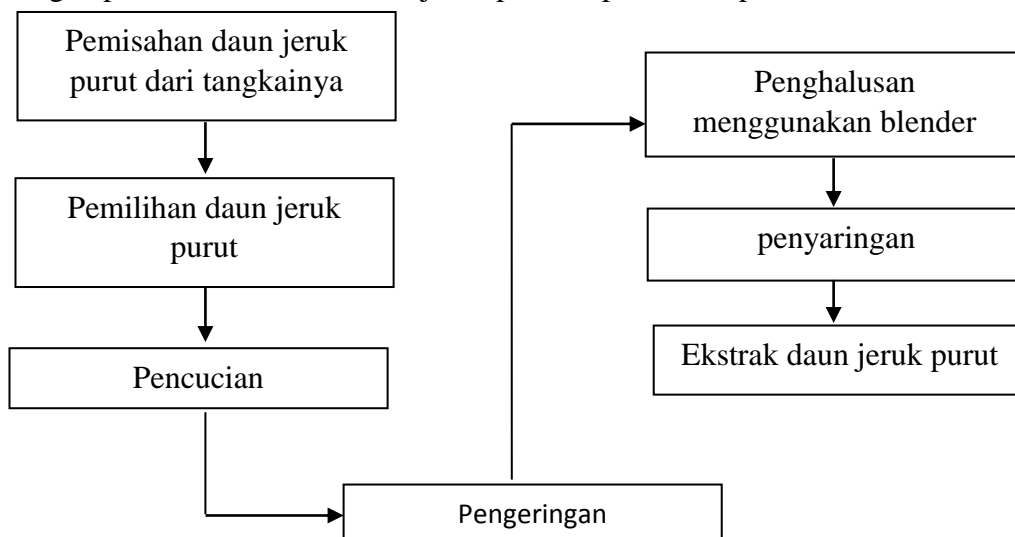 Pemisahan daun jeruk
purut dari tangkainya
Pemilihan daun jeruk
purut
Pencucian
Pengeringan
Penghalusan
menggunakan blender
penyaringan
Ekstrak daun jeruk purut